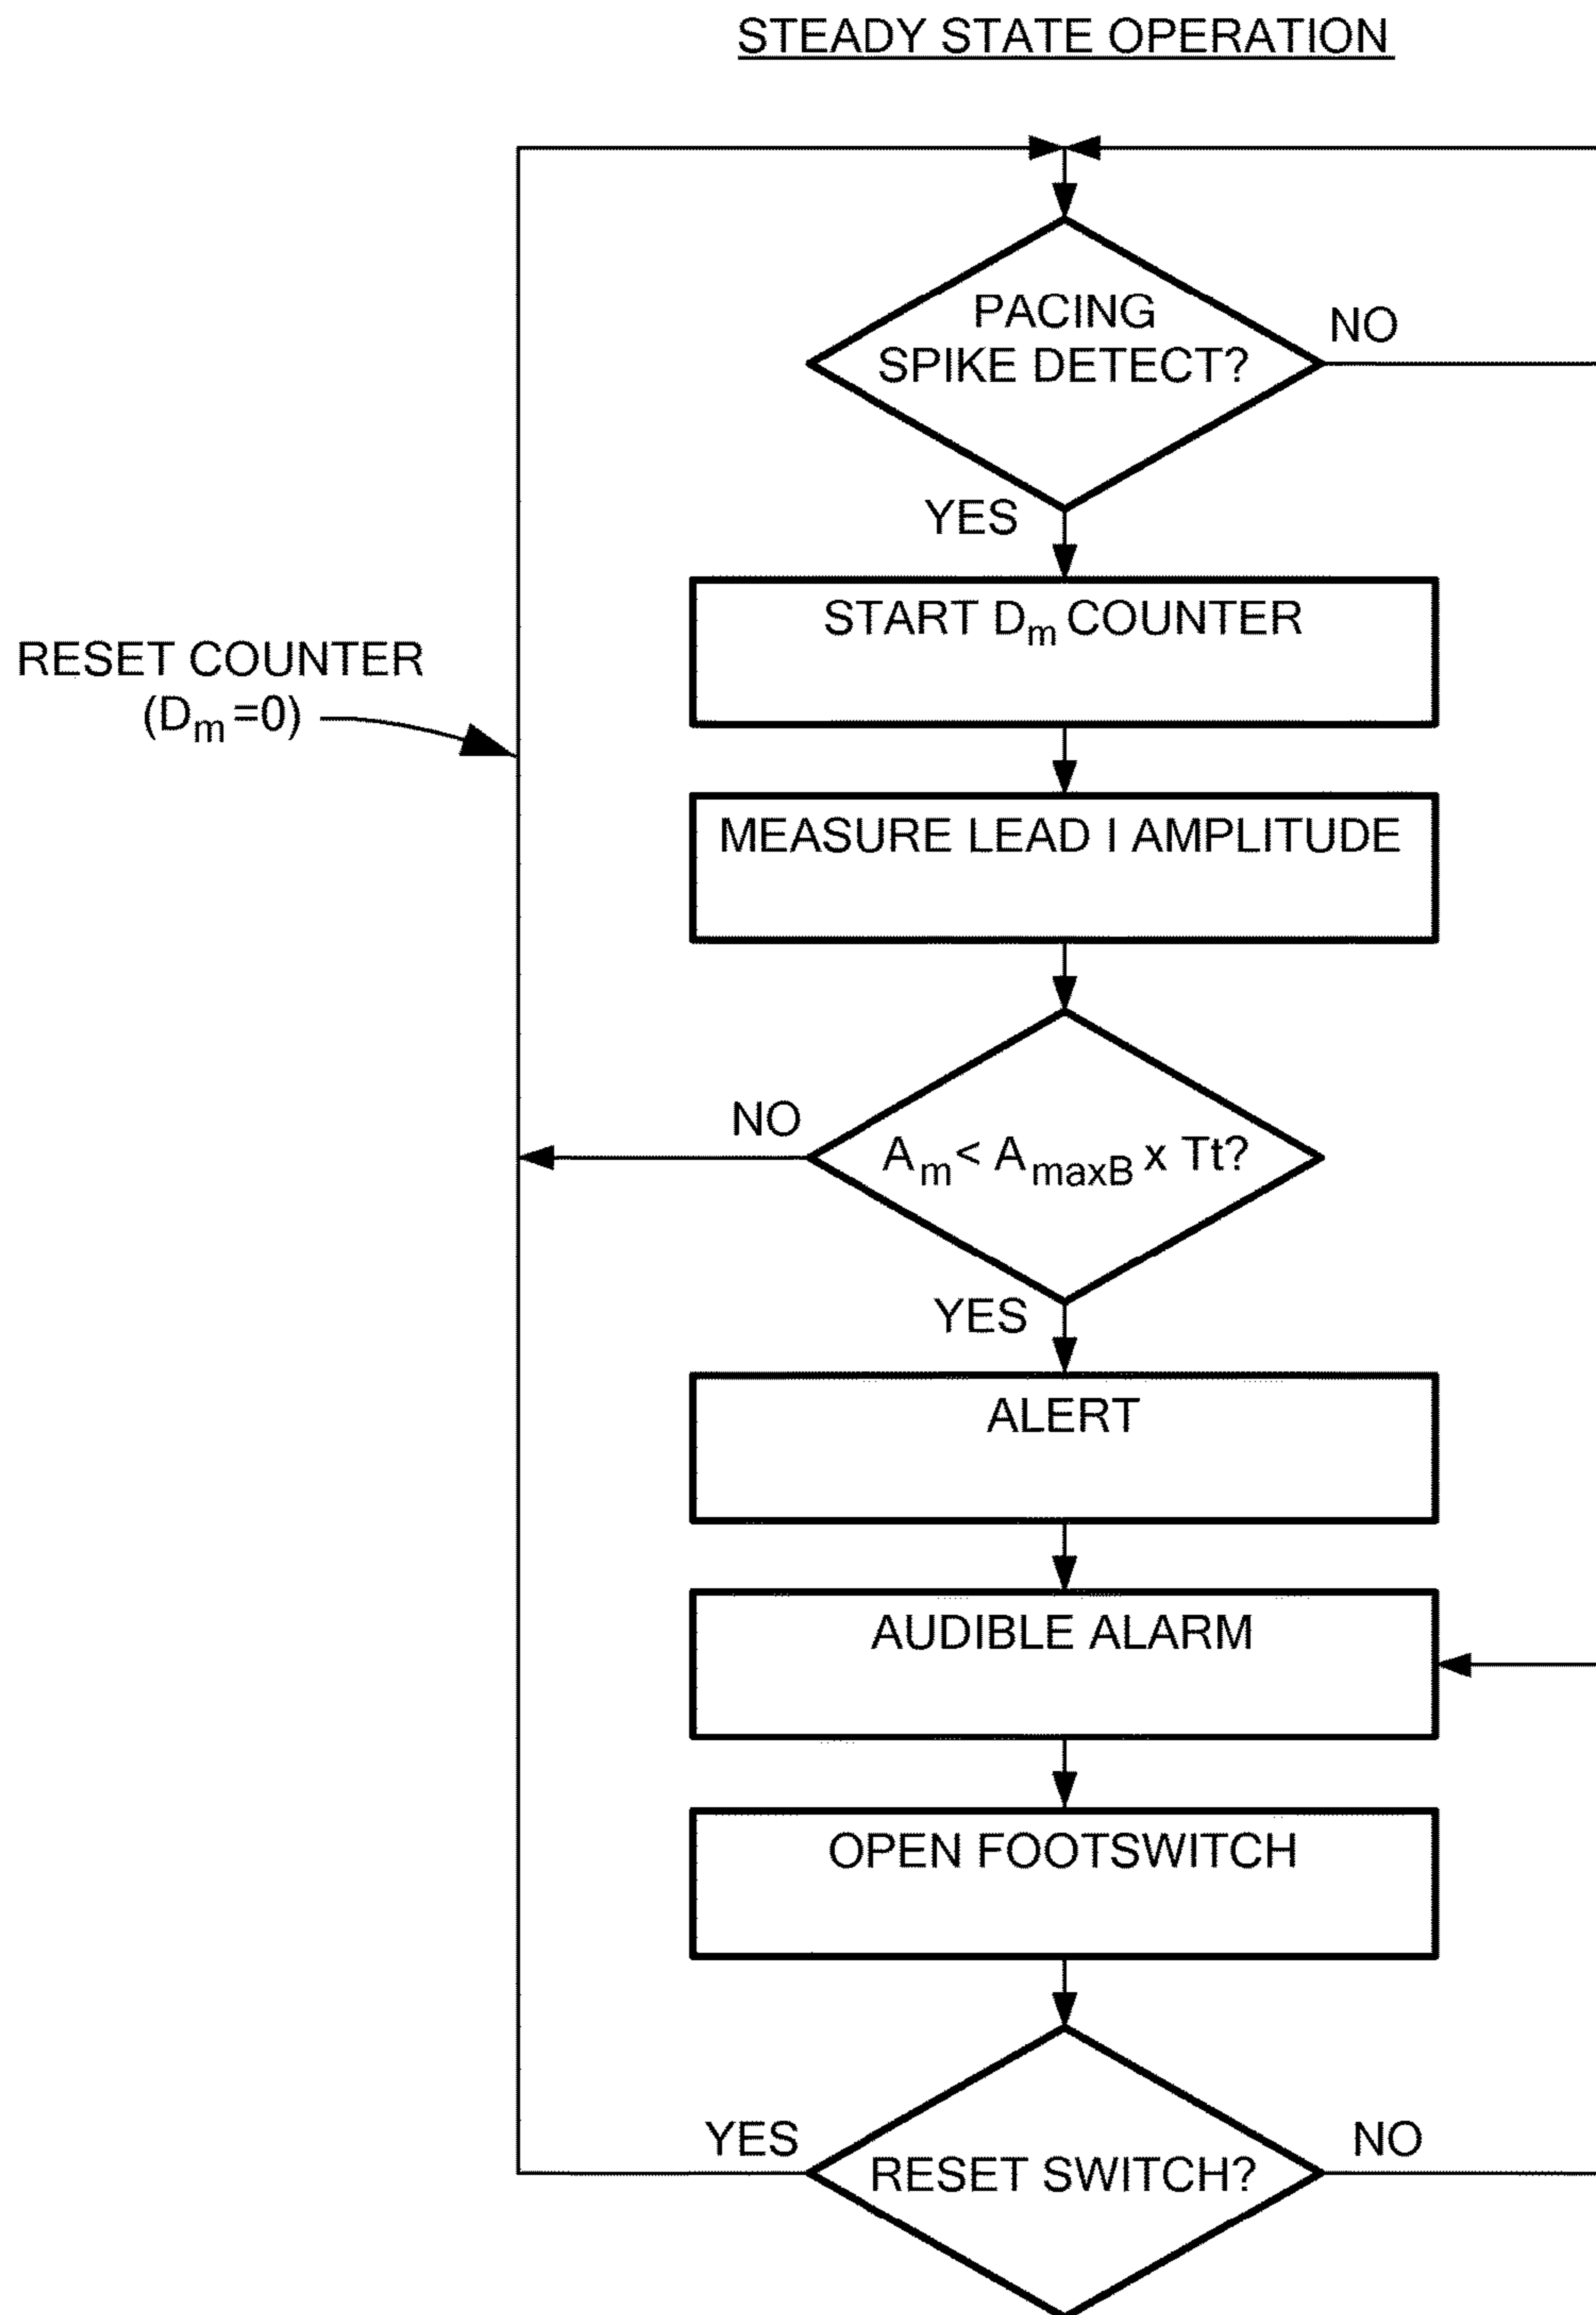 STEADY STATE OPERATION
PACING
SPIKE DETECT?
NO
YES
START Dm COUNTER
RESET COUNTER
(Dm=0)
MEASURE LEAD I AMPLITUDE
NO
Am < AmaxB x Tt?
YES
ALERT
AUDIBLE ALARM
OPEN FOOTSWITCH
YES
RESET SWITCH?
NO